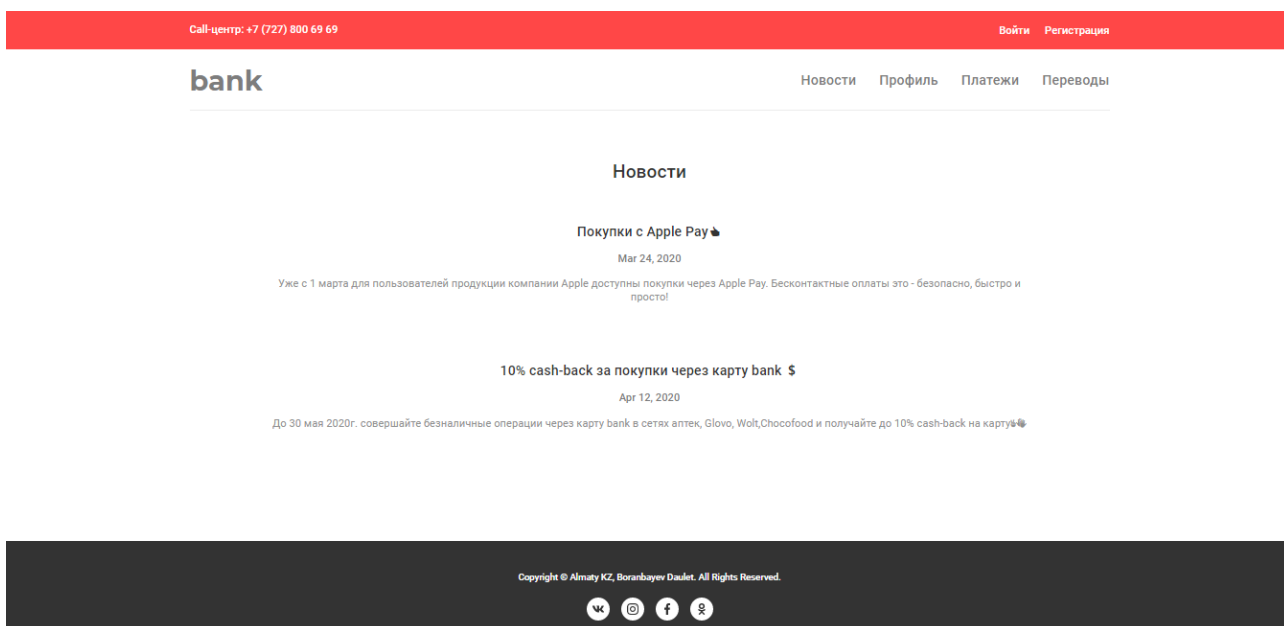 Call-центр: +7 (727) 800 69 69
Войти Регистрация
bank
Новости Профиль Платежи Переводы
Новости
Покупки с Apple Pay
Mar 24, 2020
Уже с 1 марта для пользователей продукции компании Apple доступны покупки через Apple Pay. Бесконтактные оплаты это - безопасно, быстро и
просто!
10% cash-back за покупки через карту bank $
Apr 12, 2020
До 30 мая 2020г. совершайте безналичные операции через карту bank в сетях аптек, Glovo, Wolt,Chocofood и получайте до 10% cash-back на карту
Copyright © Almaty KZ, Boranbayev Daulet. All Rights Reserved.